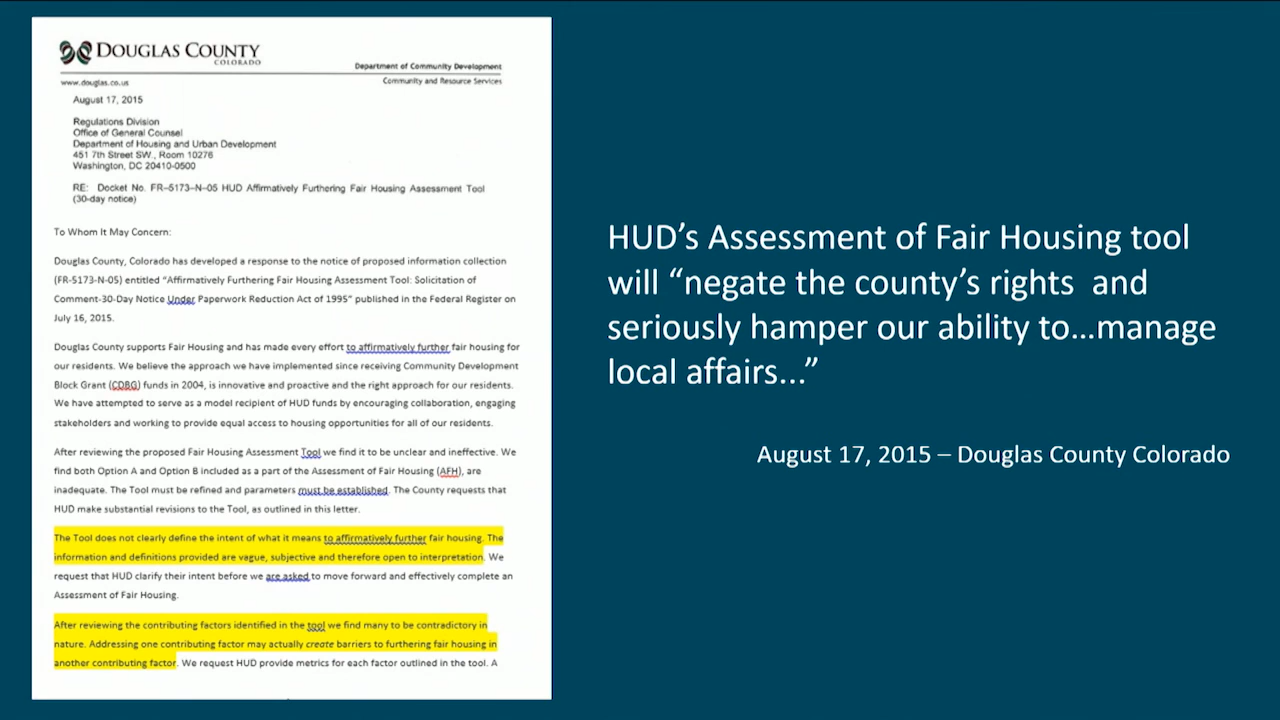 DOUGLAS COUNTY
COLORADO
Department of Community Development
www.douglas.co.us
Community and Resource Services
August 17, 2015
Regulations Division
Office of General Counsel
Department of Housing and Urban Development
451 7th Street SW., Room 10276
Washington, DC 20410-0500
RE: Docket No. FR–5173–N–05 HUD Affirmatively Furthering Fair Housing Assessment Tool
(30-day notice)
To Whom It May Concern:
Douglas County, Colorado has developed a response to the notice of proposed information collection
(FR-5173-N-05) entitled “Affirmatively Furthering Fair Housing Assessment Tool: Solicitation of
Comment-30-Day Notice Under Paperwork Reduction Act of 1995” published in the Federal Register on
July 16, 2015.
Douglas County supports Fair Housing and has made every effort to affirmatively further fair housing for
our residents. We believe the approach we have implemented since receiving Community Development
Block Grant (CDBG) funds in 2004, is innovative and proactive and the right approach for our residents.
We have attempted to serve as a model recipient of HUD funds by encouraging collaboration, engaging
stakeholders and working to provide equal access to housing opportunities for all of our residents.
After reviewing the proposed Fair Housing Assessment Tool we find it to be unclear and ineffective. We
find both Option A and Option B included as a part of the Assessment of Fair Housing (AFH), are
inadequate. The Tool must be refined and parameters must be established. The County requests that
HUD make substantial revisions to the Tool, as outlined in this letter.
The Tool does not clearly define the intent of what it means to affirmatively further fair housing. The
information and definitions provided are vague, subjective and therefore open to interpretation. We
request that HUD clarify their intent before we are asked to move forward and effectively complete an
Assessment of Fair Housing.
After reviewing the contributing factors identified in the tool we find many to be contradictory in
nature. Addressing one contributing factor may actually create barriers to furthering fair housing in
another contributing factor. We request HUD provide metrics for each factor outlined in the tool. A
HUD’s Assessment of Fair Housing tool
will “negate the county’s rights and
seriously hamper our ability to...manage
local affairs...”
August 17, 2015 – Douglas County Colorado